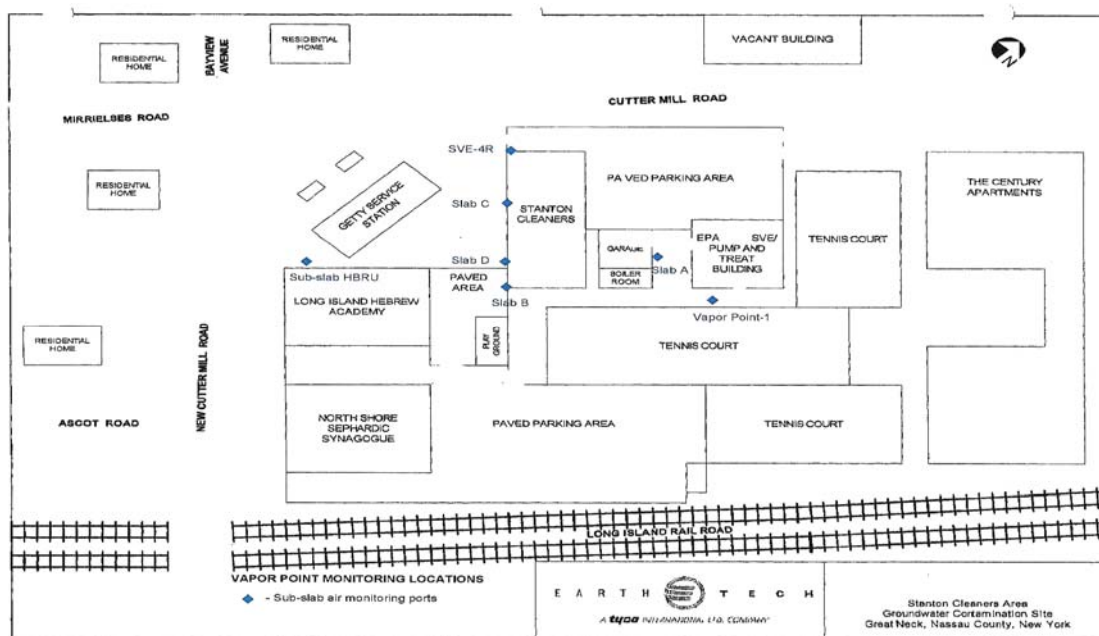 RESIDENTIAL
HOME
BAYVIEW
AVENUE
RESIDENTIAL
HOME
VACANT BUILDING
N
MIRRIELSES ROAD
CUTTER MILL ROAD
SVE-4R
PA VED PARKING AREA
THE CENTURY
APARTMENTS
RESIDENTIAL
HOME
GETTY SERVICE
STATION
Slab C
STANTON
CLEANERS
EPA SVE/
PUMP AND
TREAT
BUILDING
TENNIS COURT
Slab D
Slab A
BOILER
ROOM
Sub-slab HBRU
PAVED
AREA
Slab B
LONG ISLAND HEBREW
ACADEMY
Vapor Point-1
RESIDENTIAL
HOME
NEW CUTTER MILL ROAD
PLAY
GROUND
TENNIS COURT
ASCOT ROAD
NORTH SHORE
SEPHARDIC
SYNAGOGUE
PAVED PARKING AREA
TENNIS COURT
LONG ISLAND RAIL ROAD
VAPOR POINT MONITORING LOCATIONS
- Sub-slab air monitoring ports
EARTH TECH
A tyco INTERNATIONAL LTD. COMPANY
Stanton Cleaners Area
Groundwater Contamination Site
Great Neck, Nassau County, New York